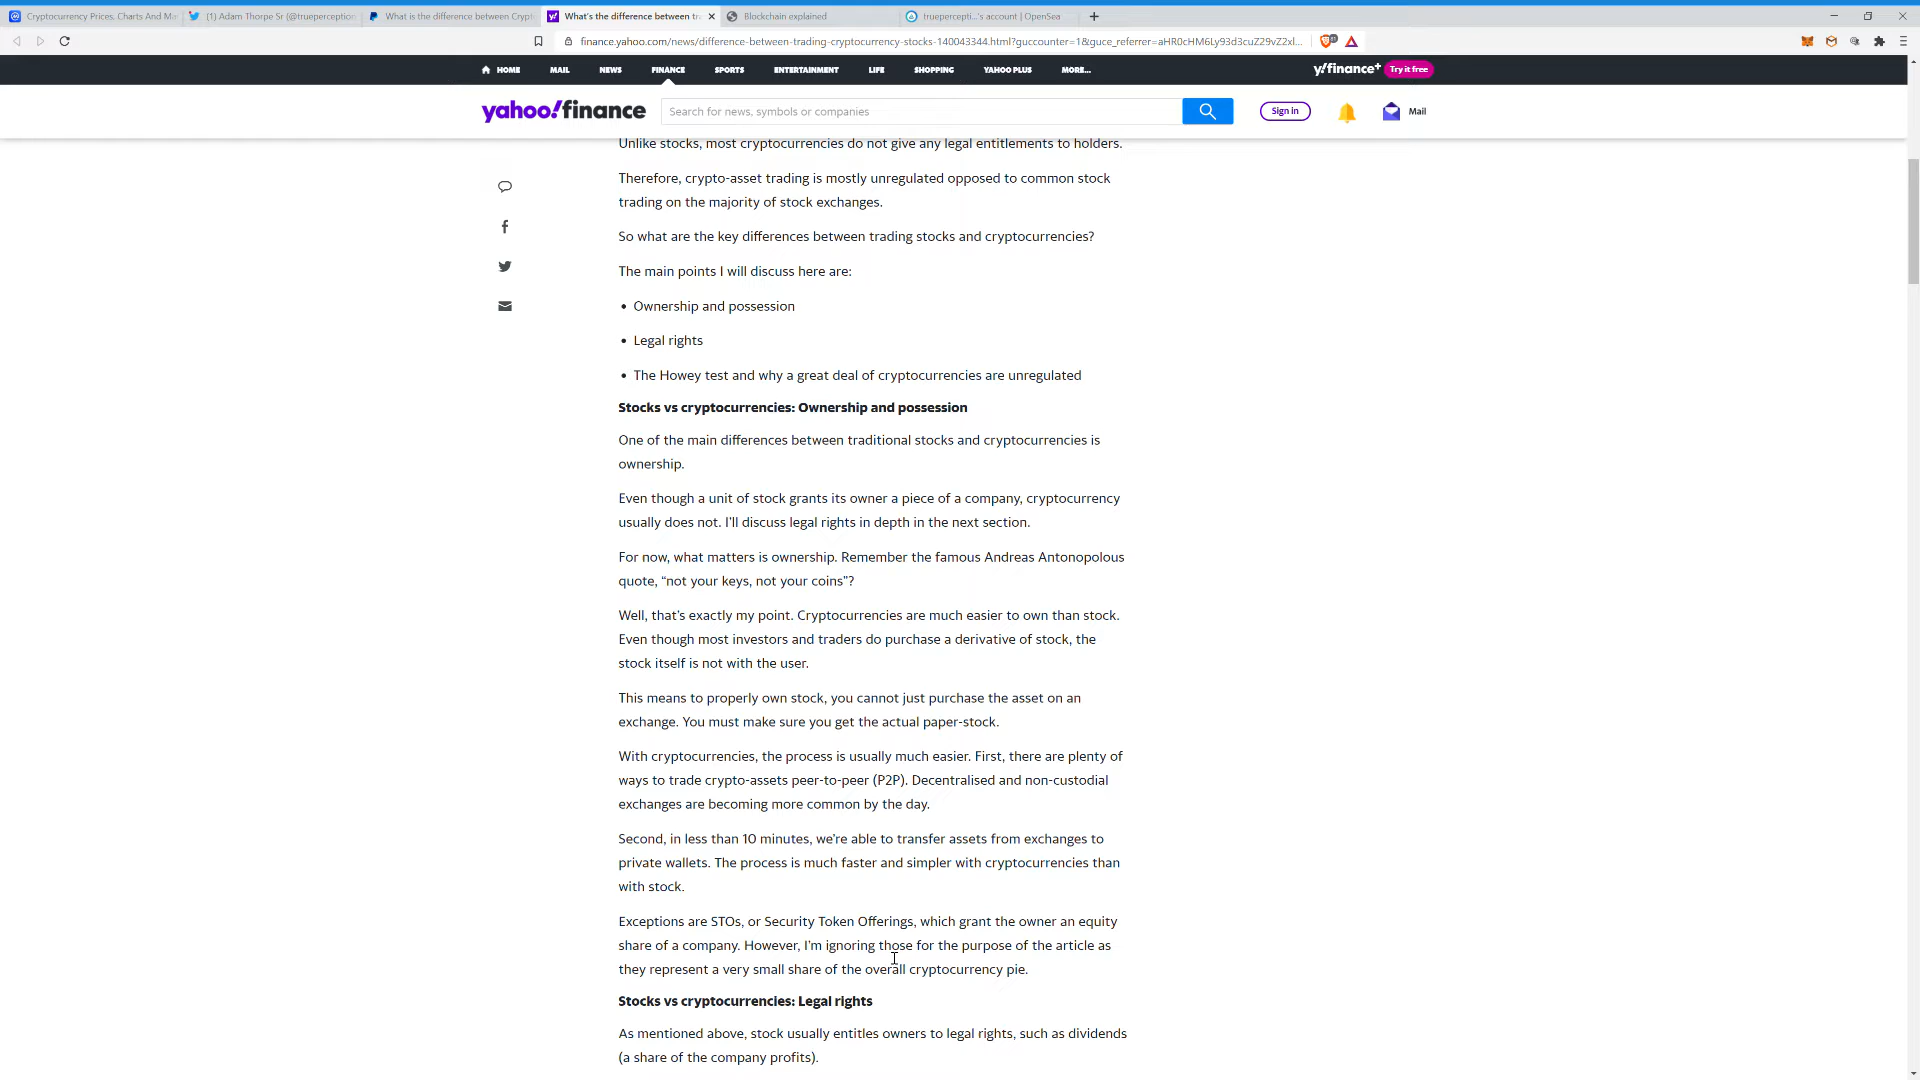 Cryptocurrency Prices, Charts And Ma
(1) Adam Thorpe Sr (@trueperception
What is the difference between Crypt
What's the difference between tr
Blockchain explained
truepercepti...'s account | OpenSea
finance.yahoo.com/news/difference-between-trading-cryptocurrency-stocks-140043344.html?guccounter=1&guce_referrer=aHR0cHM6Ly93d3cuZ29vZ2xl...
HOME
MAIL
NEWS
FINANCE
SPORTS
ENTERTAINMENT
LIFE
SHOPPING
YAHOO PLUS
MORE...
y!finance+
Try it free
yahoo!finance
Search for news, symbols or companies
Sign in
Mail
Unlike stocks, most cryptocurrencies do not give any legal entitlements to holders.
Therefore, crypto-asset trading is mostly unregulated opposed to common stock
trading on the majority of stock exchanges.
So what are the key differences between trading stocks and cryptocurrencies?
The main points I will discuss here are:
• Ownership and possession
• Legal rights
• The Howey test and why a great deal of cryptocurrencies are unregulated
Stocks vs cryptocurrencies: Ownership and possession
One of the main differences between traditional stocks and cryptocurrencies is
ownership.
Even though a unit of stock grants its owner a piece of a company, cryptocurrency
usually does not. I'll discuss legal rights in depth in the next section.
For now, what matters is ownership. Remember the famous Andreas Antonopolous
quote, “not your keys, not your coins”?
Well, that's exactly my point. Cryptocurrencies are much easier to own than stock.
Even though most investors and traders do purchase a derivative of stock, the
stock itself is not with the user.
This means to properly own stock, you cannot just purchase the asset on an
exchange. You must make sure you get the actual paper-stock.
With cryptocurrencies, the process is usually much easier. First, there are plenty of
ways to trade crypto-assets peer-to-peer (P2P). Decentralised and non-custodial
exchanges are becoming more common by the day.
Second, in less than 10 minutes, we're able to transfer assets from exchanges to
private wallets. The process is much faster and simpler with cryptocurrencies than
with stock.
Exceptions are STOs, or Security Token Offerings, which grant the owner an equity
share of a company. However, I'm ignoring those for the purpose of the article as
they represent a very small share of the overall cryptocurrency pie.
Stocks vs cryptocurrencies: Legal rights
As mentioned above, stock usually entitles owners to legal rights, such as dividends
(a share of the company profits).